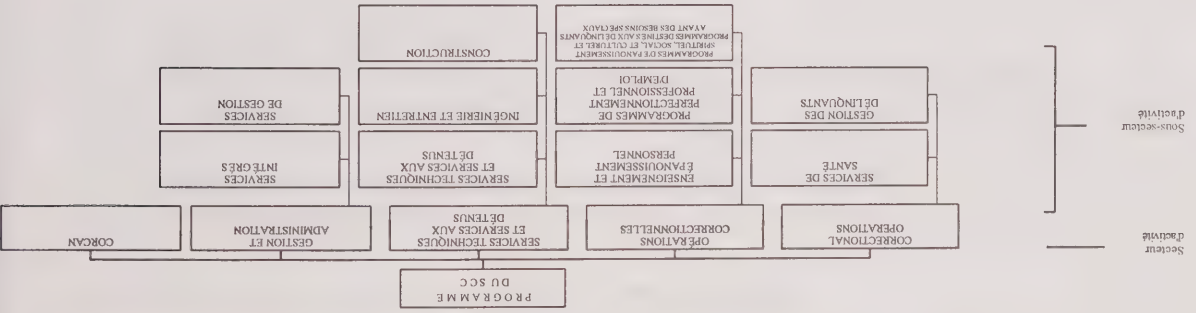 PROGRAMME
DU SCC
Secteur
d'activité
CORRECTIONAL
OPERATIONS
OPÉRATIONS
CORRECTIONNELLES
SERVICES TECHNIQUES
ET SERVICES AUX
DÉTENUS
GESTION ET
ADMINISTRATION
CORCAN
Sous-secteur
d'activité
SERVICES DE
SANTÉ
ENSEIGNEMENT ET
ÉPANOUISSEMENT
PERSONNEL
SERVICES TECHNIQUES
ET SERVICES AUX
DÉTENUS
SERVICES
INTÉGRÉS
GESTION DES
DÉLINQUANTS
PROGRAMMES DE
PERFECTIONNEMENT
PROFESSIONNEL ET
D'EMPLOI
INGÉNIERIE ET ENTRETIEN
SERVICES
DE GESTION
PROGRAMMES DE PANOUISSEMENT
SPIRITUEL, SOCIAL, ET CULTUREL ET
PROGRAMMES DESTINÉS AUX DÉLINQUANTS
AYANT DES BESOINS SPÉCIAUX
CONSTRUCTION